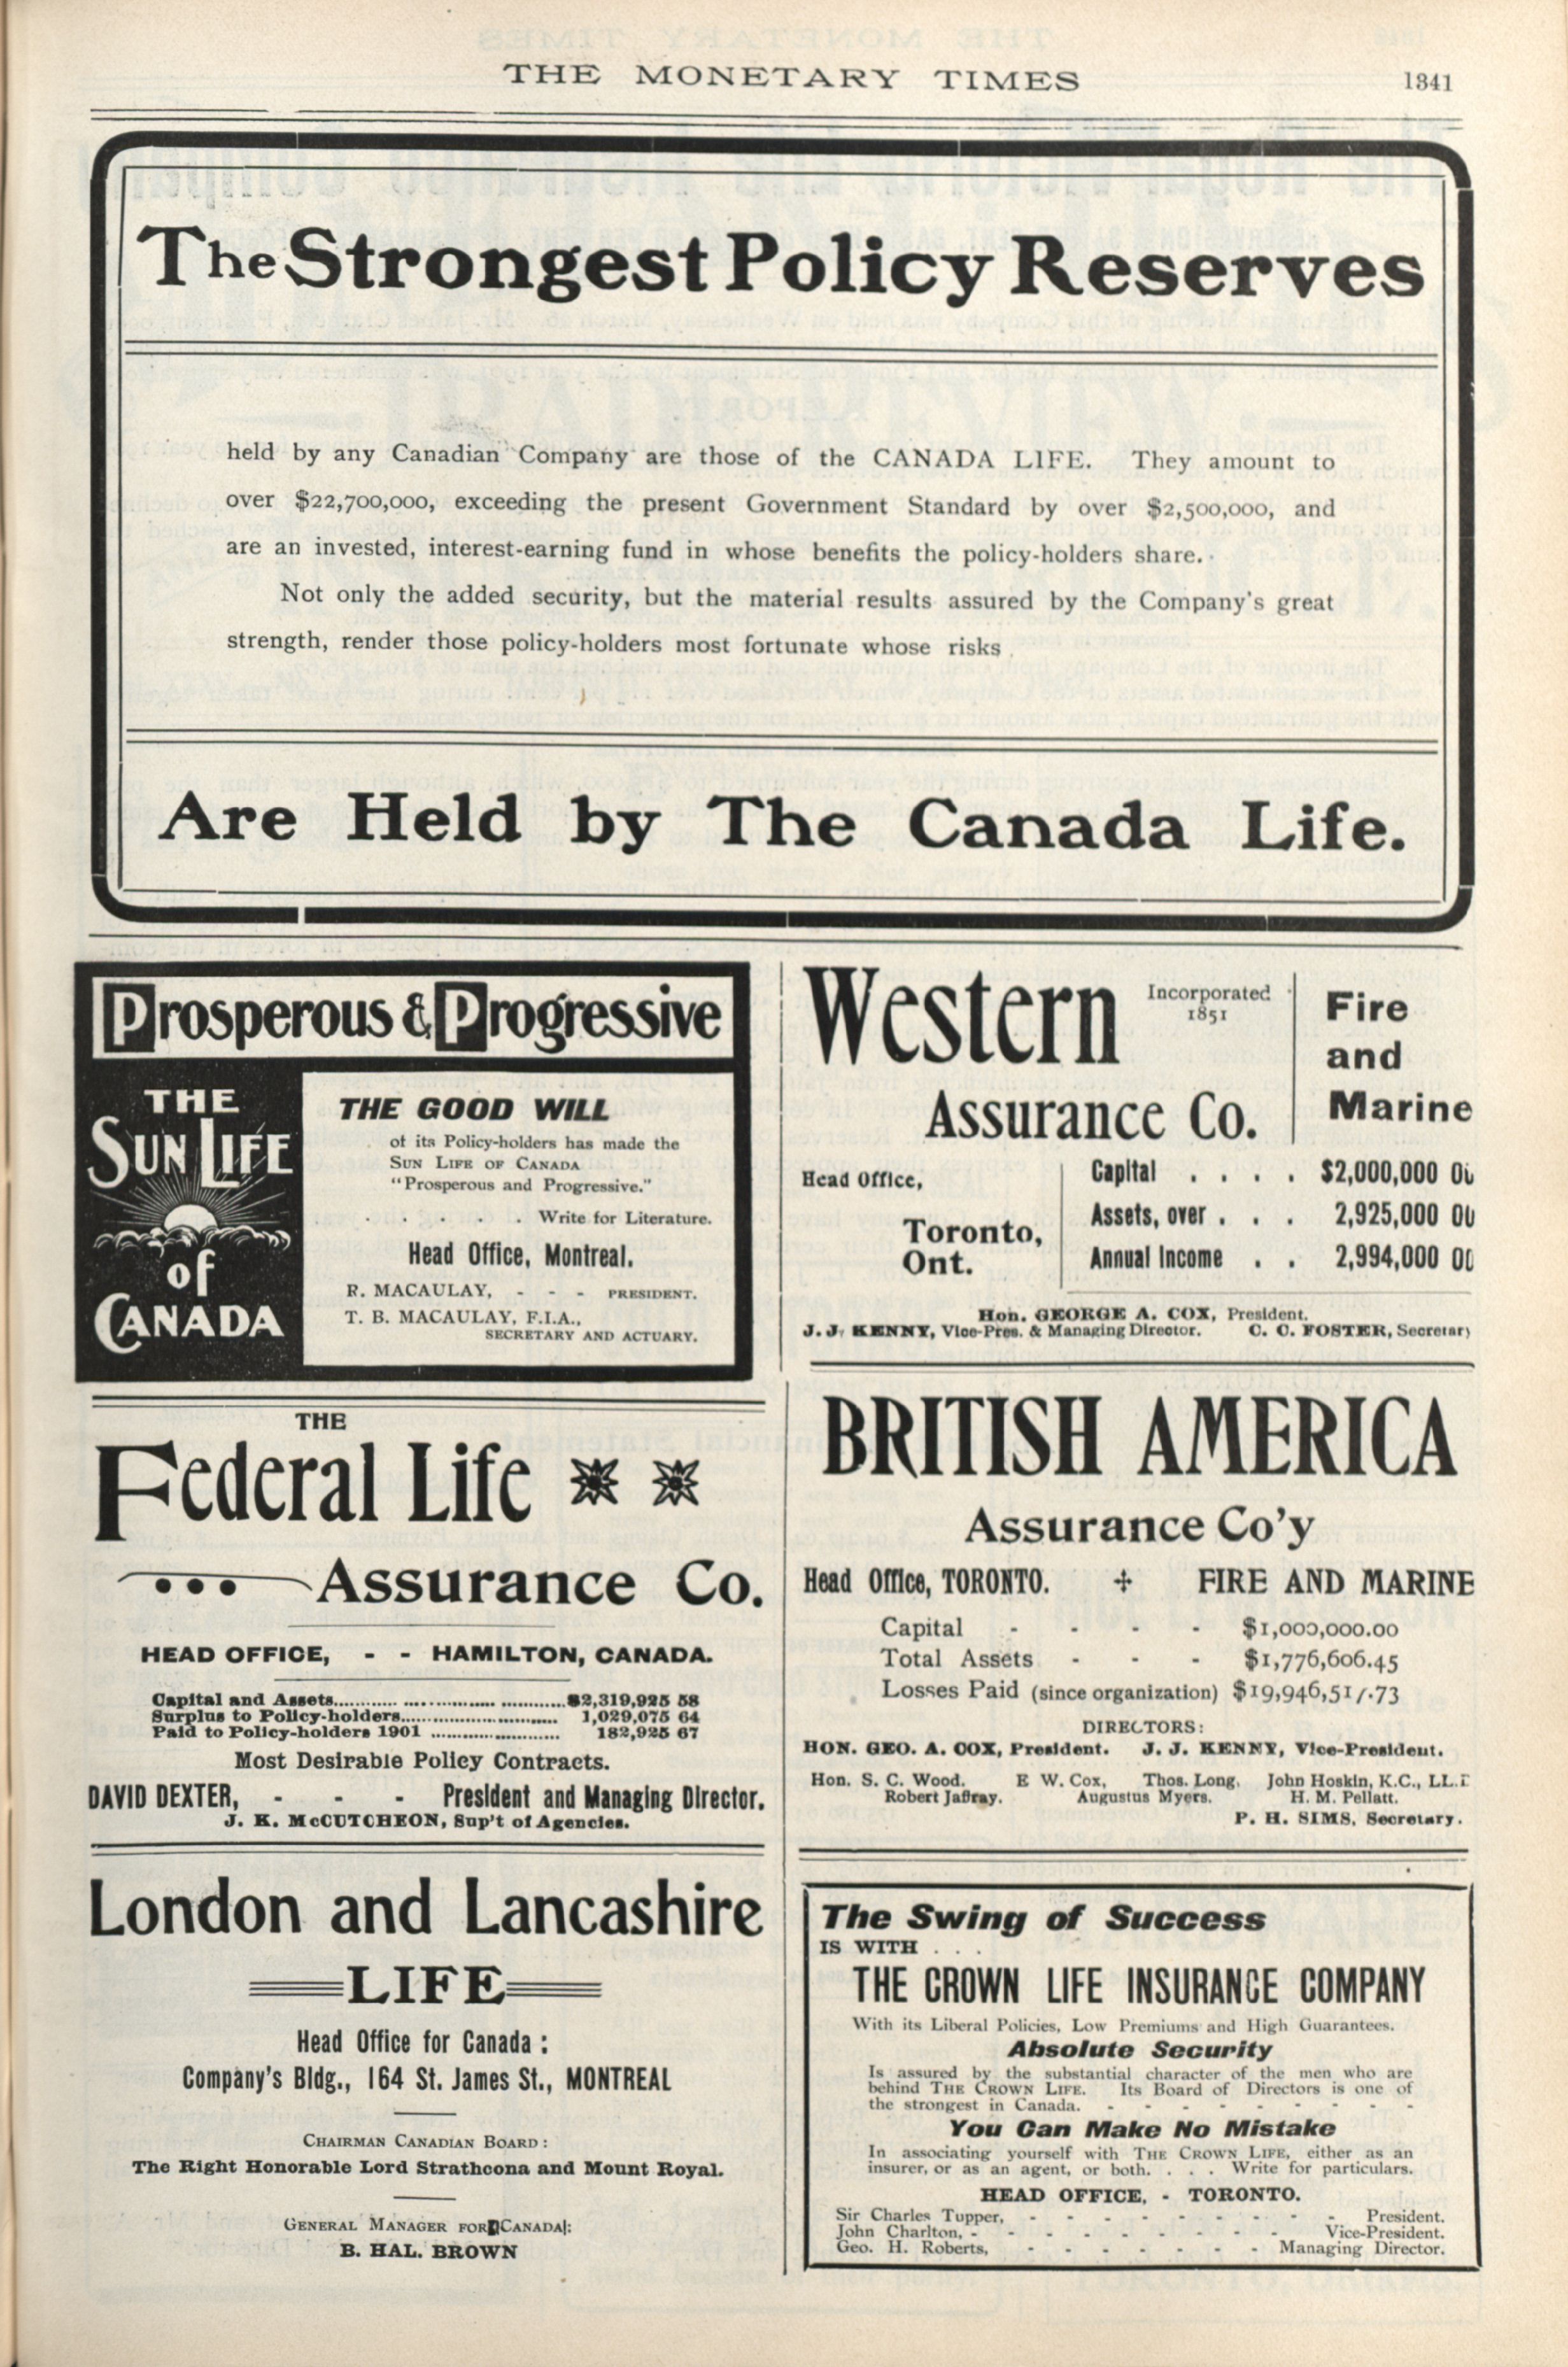 THE MONETARY TIMES 1341
The Strongest Policy Reserves
held by any Canadian Company are those of the CANADA LIFE. They amount to
over $22,700,000, exceeding the present Government Standard by over $2,500,000, and
are an invested, interest-earning fund in whose benefits the policy-holders share.
Not only the added security, but the material results assured by the Company's great
strength, render those policy-holders most fortunate whose risks
Are Held by The Canada Life.
Prosperous & Progressive
THE
SUN LIFE
of
CANADA
THE GOOD WILL
of its Policy-holders has made the
SUN LIFE OF CANADA
"Prosperous and Progressive."
. . . . . Write for Literature.
Head Office, Montreal.
R. MACAULAY, - - - PRESIDENT.
T. B. MACAULAY, F.I.A.,
SECRETARY AND ACTUARY.
THE
Federal Life
Assurance Co.
HEAD OFFICE, - - HAMILTON, CANADA.
Capital and Assets.......... $2,319,925 58
Surplus to Policy-holders.......... 1,029,075 64
Paid to Policy-holders 1901 .......... 182,925 67
Most Desirable Policy Contracts.
DAVID DEXTER, - - - President and Managing Director.
J. K. McCUTCHEON, Sup't of Agencies.
London and Lancashire
LIFE
Head Office for Canada :
Company's Bldg., 164 St. James St., MONTREAL
CHAIRMAN CANADIAN BOARD :
The Right Honorable Lord Strathcona and Mount Royal.
GENERAL MANAGER FOR CANADA:
B. HAL. BROWN
Western Incorporated
1851
Assurance Co.
Fire
and
Marine
Head Office,
Toronto,
Ont.
Capital . . . . $2,000,000 00
Assets, over . . . 2,925,000 00
Annual Income . . 2,994,000 00
Hon. GEORGE A. COX, President.
J. J. KENNY, Vice-Pres. & Managing Director. C. C. FOSTER, Secretary
BRITISH AMERICA
Assurance Co'y
Head Office, TORONTO. + FIRE AND MARINE
Capital - - - - $1,000,000.00
Total Assets - - - $1,776,606.45
Losses Paid (since organization) $19,946,517.73
DIRECTORS:
HON. GEO. A. COX, President. J. J. KENNY, Vice-President.
Hon. S. C. Wood. E W. Cox, Thos. Long. John Hoskin, K.C., LL.D
Robert Jaffray. Augustus Myers. H. M. Pellatt.
P. H. SIMS, Secretary.
The Swing of Success
IS WITH . . .
THE CROWN LIFE INSURANCE COMPANY
With its Liberal Policies, Low Premiums and High Guarantees.
Absolute Security
Is assured by the substantial character of the men who are
behind THE CROWN LIFE. Its Board of Directors is one of
the strongest in Canada. - - - - - - -
You Can Make No Mistake
In associating yourself with THE CROWN LIFE, either as an
insurer, or as an agent, or both. . . . Write for particulars.
HEAD OFFICE, - TORONTO.
Sir Charles Tupper, - - - - - - - - President.
John Charlton, - - - - - - - - Vice-President.
Geo. H. Roberts, - - - - - - - Managing Director.